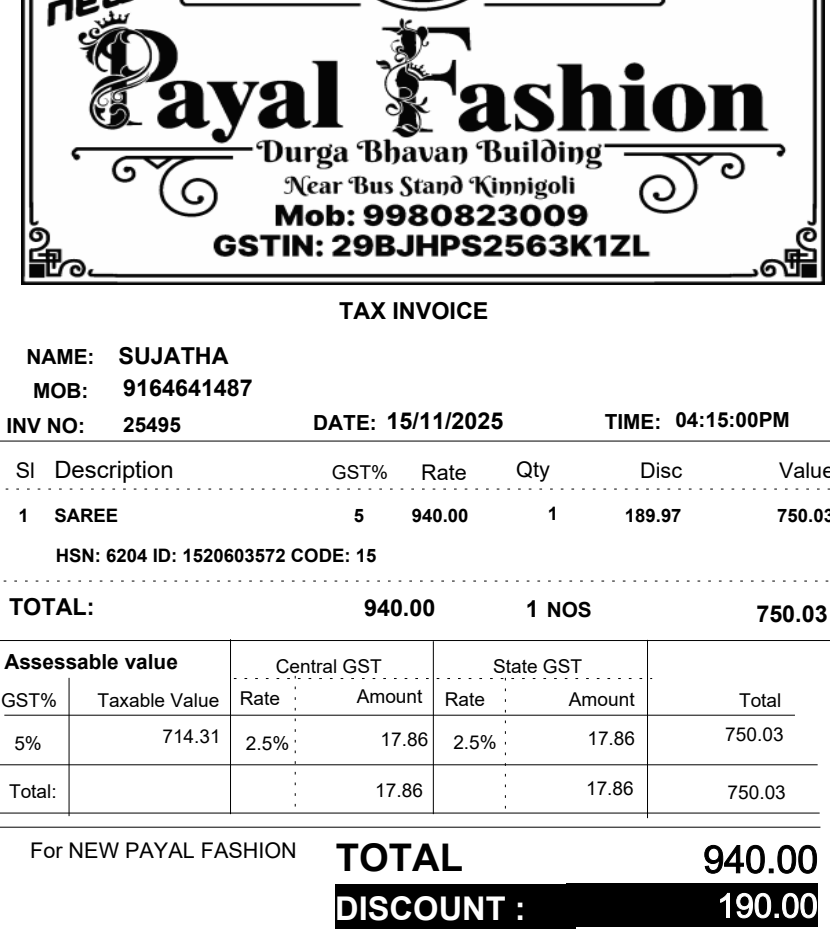 new
Payal Fashion
Durga Bhavan Building
Near Bus Stand Kinnigoli
Mob: 9980823009
GSTIN: 29BJHPS2563K1ZL
TAX INVOICE
NAME: SUJATHA
MOB: 9164641487
INV NO: 25495 DATE: 15/11/2025 TIME: 04:15:00PM
Sl Description GST% Rate Qty Disc Value
1 SAREE 5 940.00 1 189.97 750.03
HSN: 6204 ID: 1520603572 CODE: 15
TOTAL: 940.00 1 NOS 750.03
Assessable value Central GST State GST
GST% Taxable Value Rate Amount Rate Amount Total
5% 714.31 2.5% 17.86 2.5% 17.86 750.03
Total: 17.86 17.86 750.03
For NEW PAYAL FASHION TOTAL 940.00
DISCOUNT : 190.00